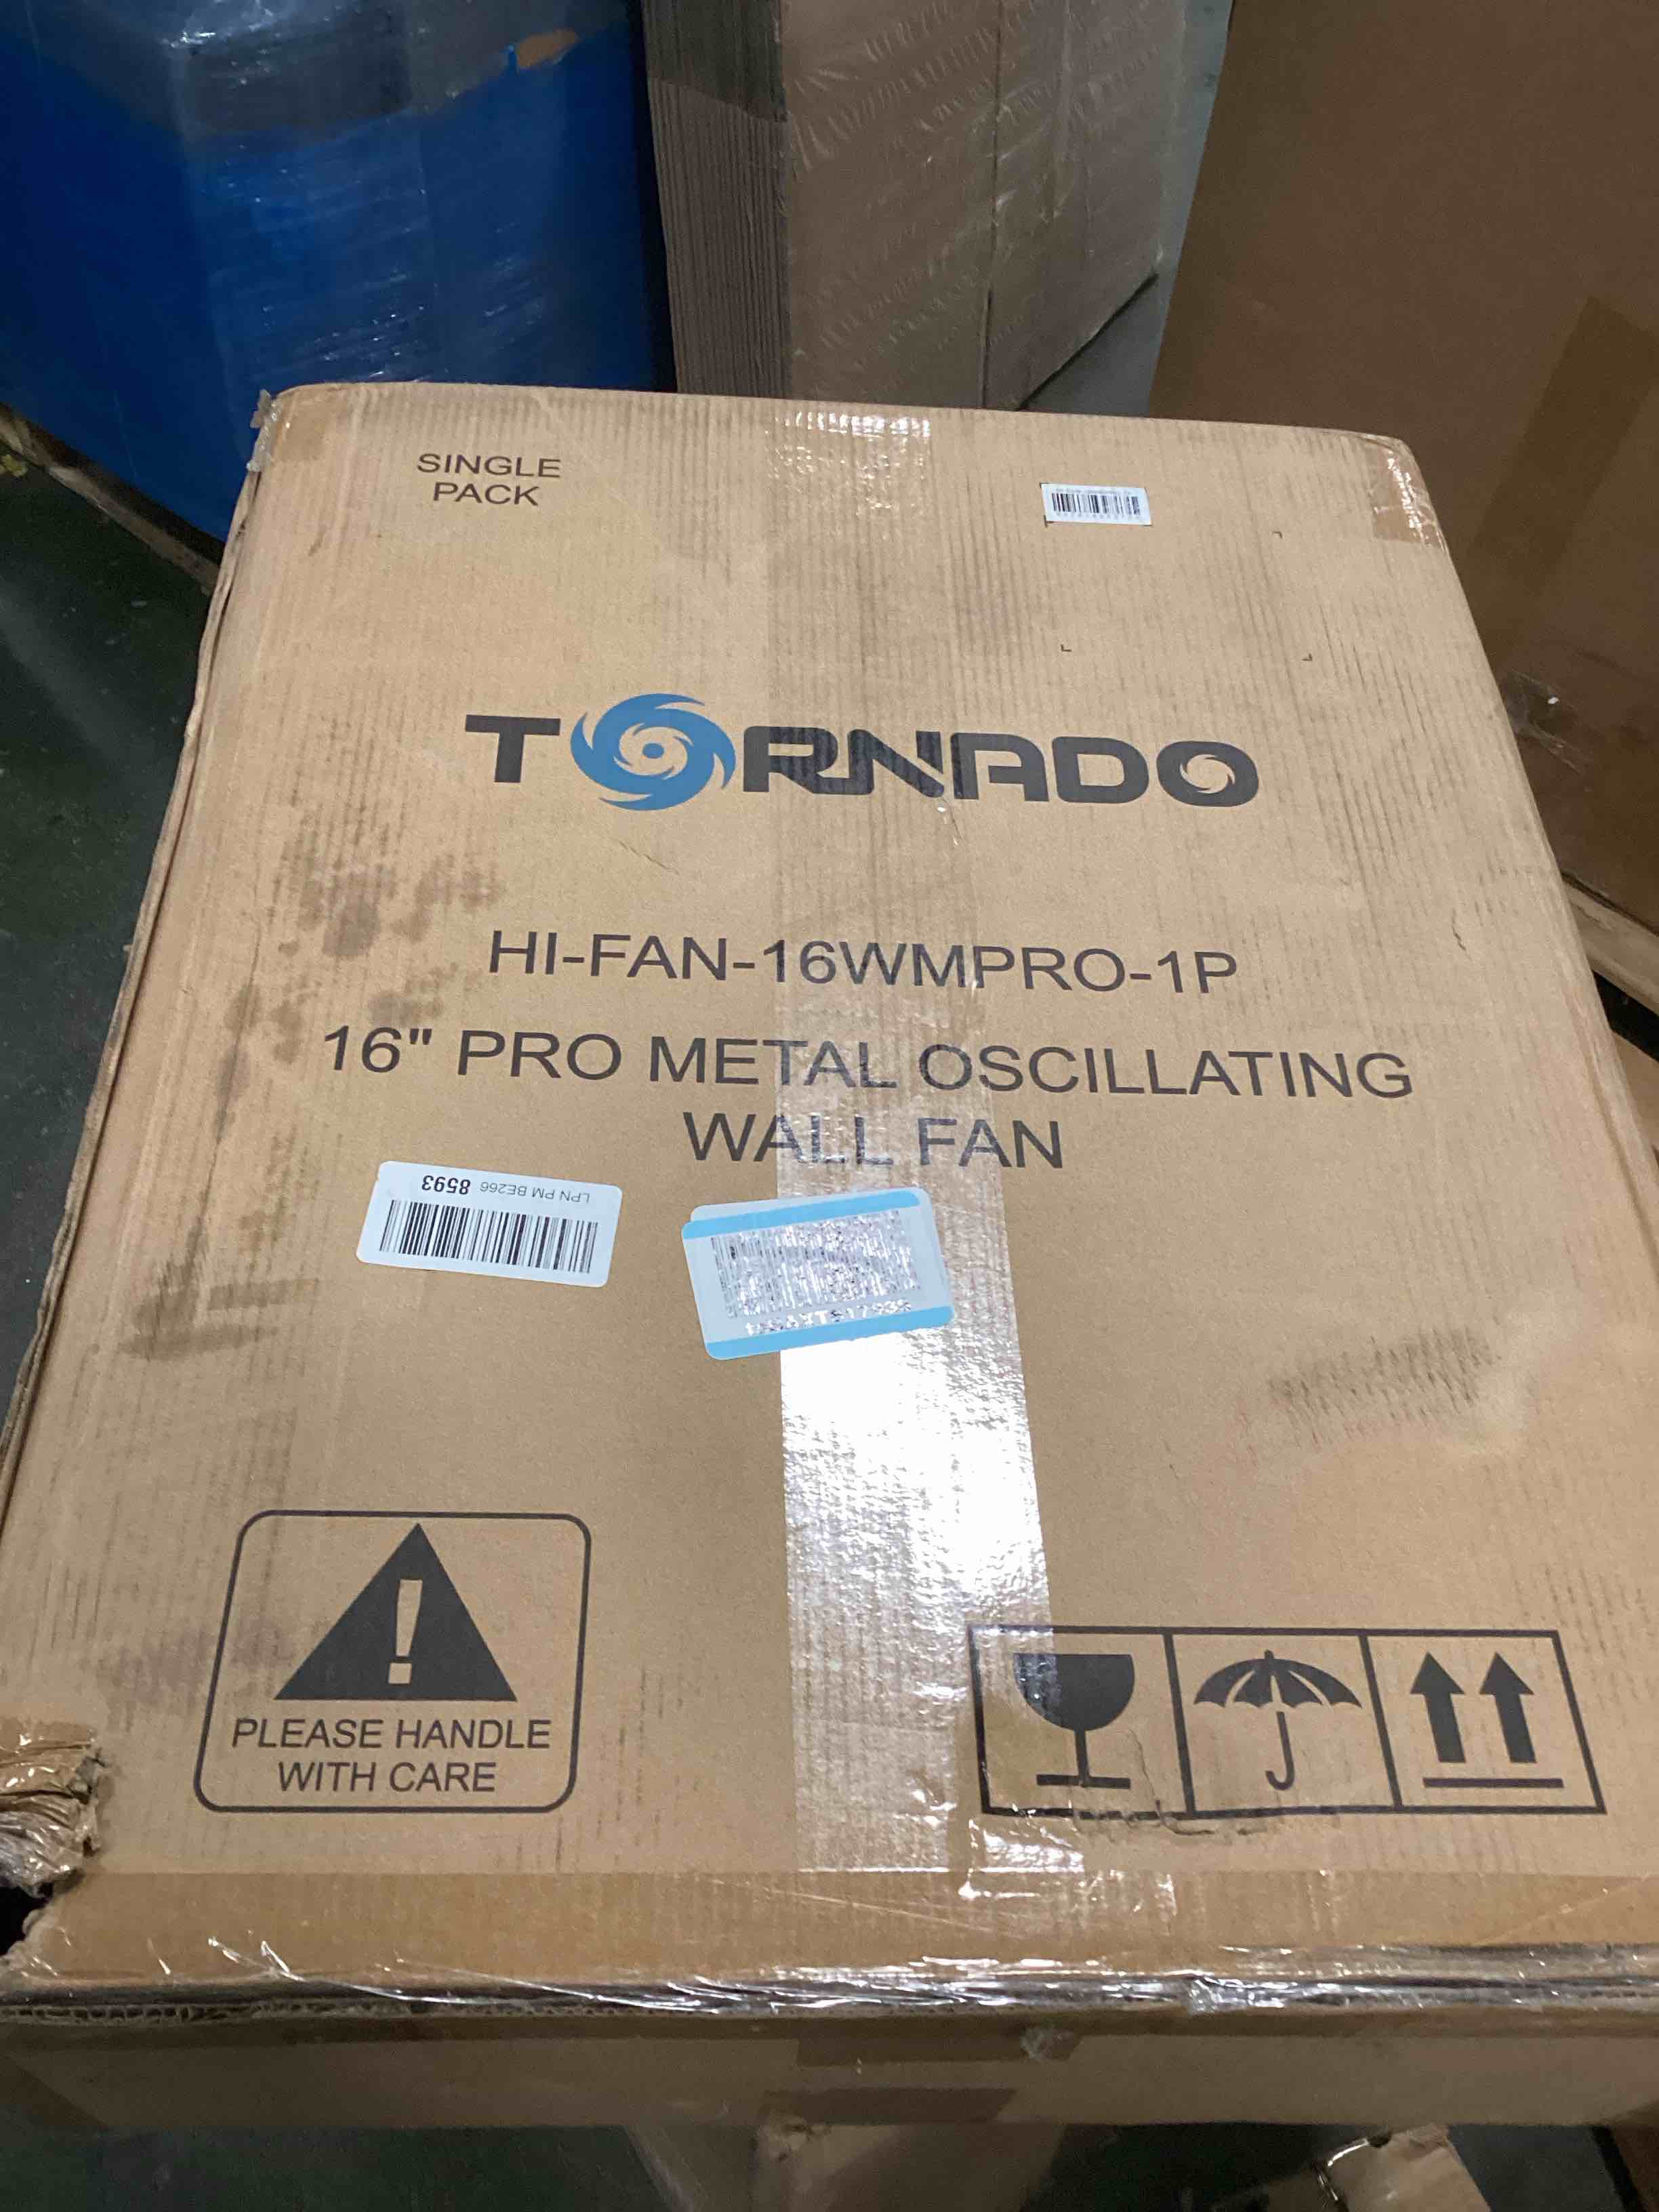 SINGLE
PACK
TORNADO
HI-FAN-16WMPRO-1P
16" PRO METAL OSCILLATING
WALL FAN
LPN PM BE266 8593
PLEASE HANDLE
WITH CARE